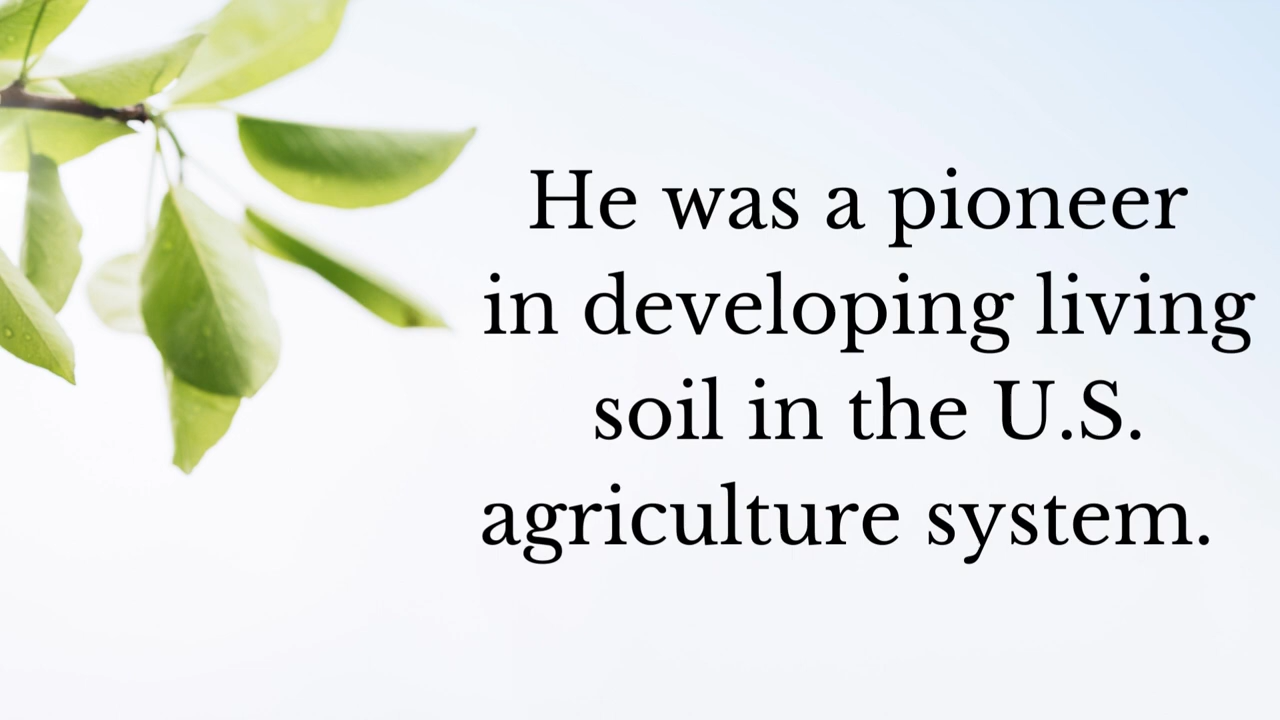 He was a pioneer
in developing living
soil in the U.S.
agriculture system.